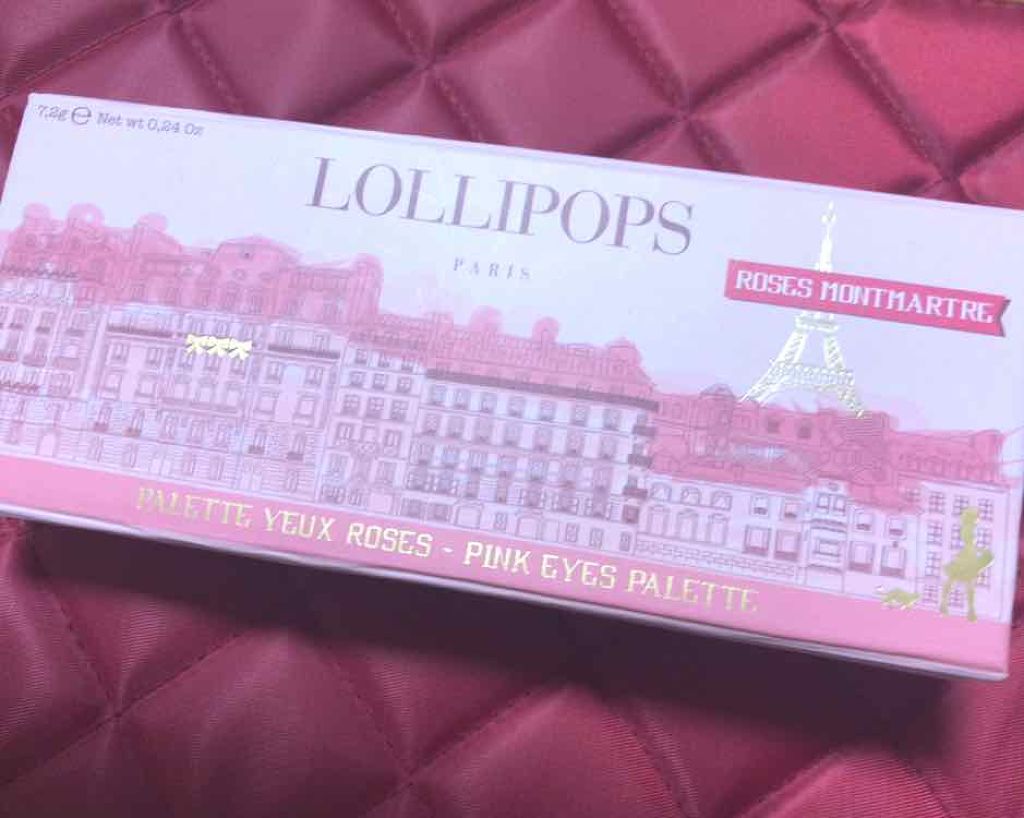 7,2g ℮ Net wt 0,24 Oz
LOLLIPOPS
PARIS
ROSES MONTMARTRE
PALETTE YEUX ROSES - PINK EYES PALETTE